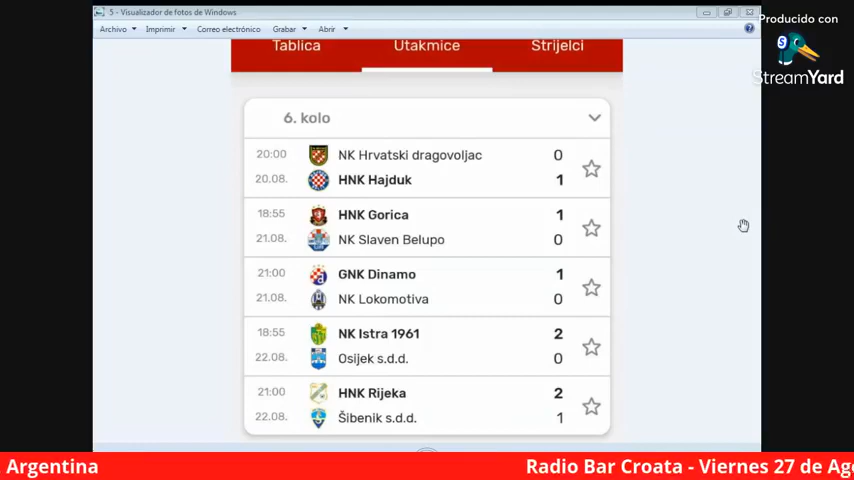 5 - Visualizador de fotos de Windows
Archivo Imprimir Correo electrónico Grabar Abrir
Producido con
StreamYard
Tablica Utakmice Strijelci
6. kolo
20:00 NK Hrvatski dragovoljac 0
20.08. HNK Hajduk 1
18:55 HNK Gorica 1
21.08. NK Slaven Belupo 0
21:00 GNK Dinamo 1
21.08. NK Lokomotiva 0
18:55 NK Istra 1961 2
22.08. Osijek s.d.d. 0
21:00 HNK Rijeka 2
22.08. Šibenik s.d.d. 1
Argentina Radio Bar Croata - Viernes 27 de Ago